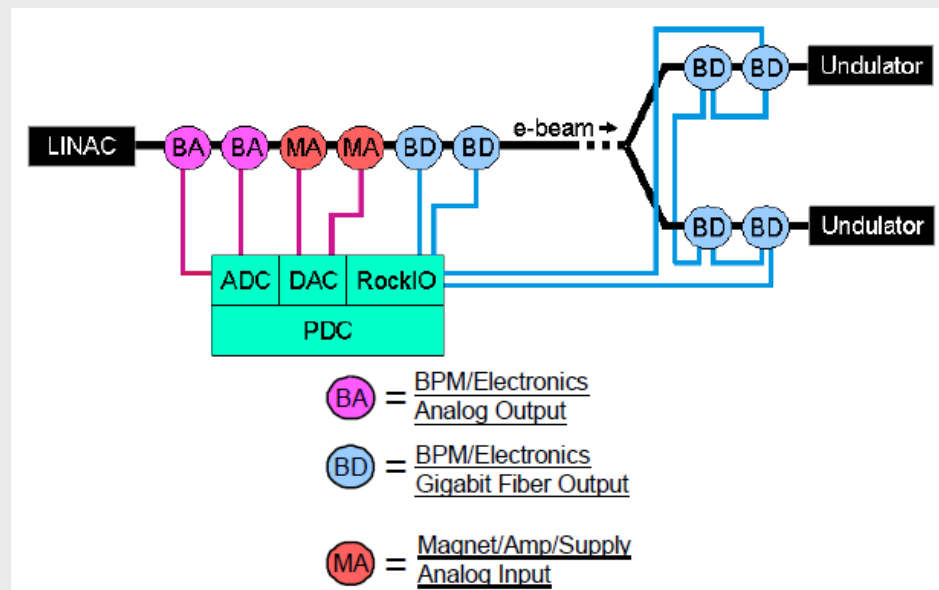 BD BD Undulator
LINAC BA BA MA MA BD BD e-beam
BD BD Undulator
ADC DAC RockIO
PDC
BA = BPM/Electronics
Analog Output
BD = BPM/Electronics
Gigabit Fiber Output
MA = Magnet/Amp/Supply
Analog Input